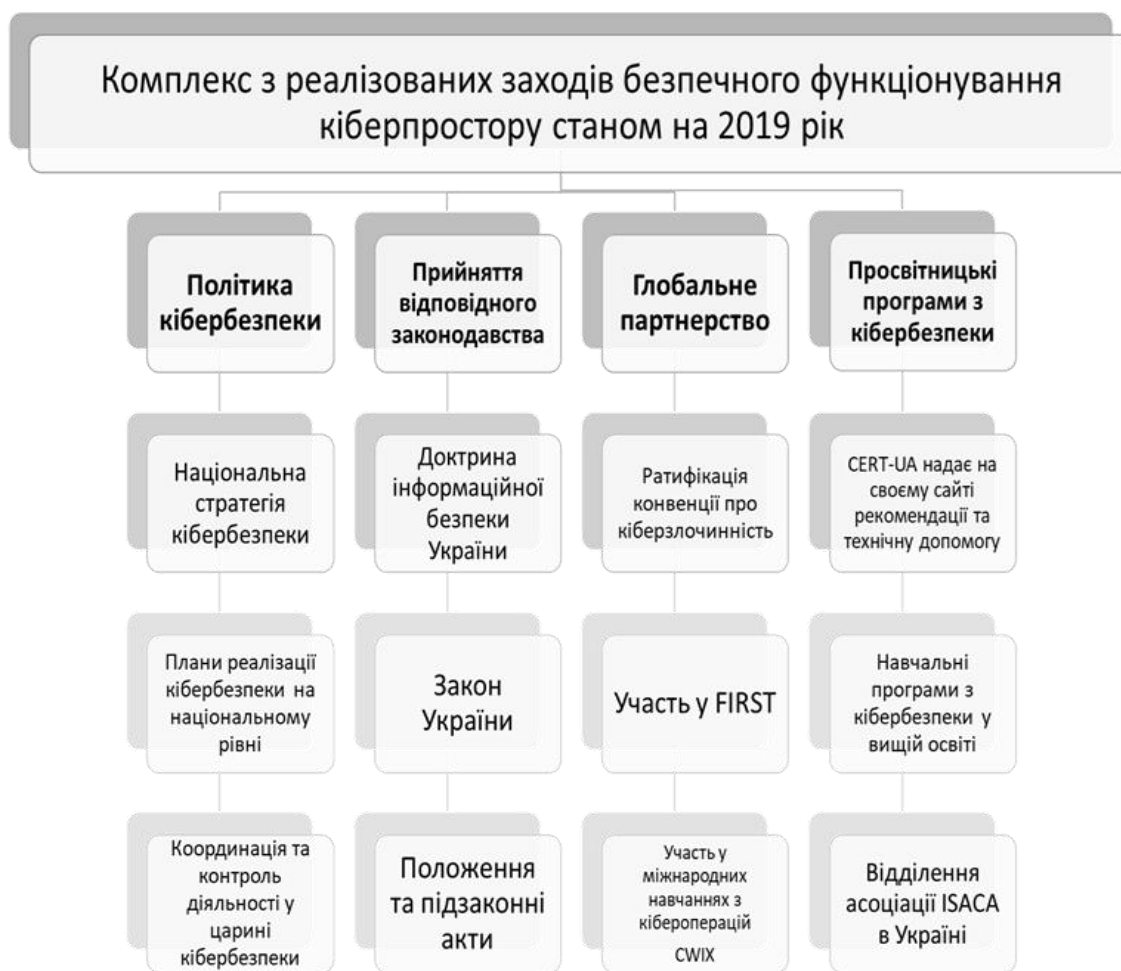 Комплекс з реалізованих заходів безпечного функціонування
кіберпростору станом на 2019 рік
Політика
кібербезпеки
Прийняття
відповідного
законодавства
Глобальне
партнерство
Просвітницькі
програми з
кібербезпеки
Національна
стратегія
кібербезпеки
Доктрина
інформаційної
безпеки
України
Ратифікація
конвенції про
кіберзлочинність
CERT-UA надає на
своєму сайті
рекомендації та
технічну допомогу
Плани реалізації
кібербезпеки на
національному
рівні
Закон
України
Участь у FIRST
Навчальні
програми з
кібербезпеки у
вищій освіті
Координація та
контроль
діяльності у
царині
кібербезпеки
Положення
та підзаконні
акти
Участь у
міжнародних
навчаннях з
кібероперацій
CWIX
Відділення
асоціації ISACA
в Україні